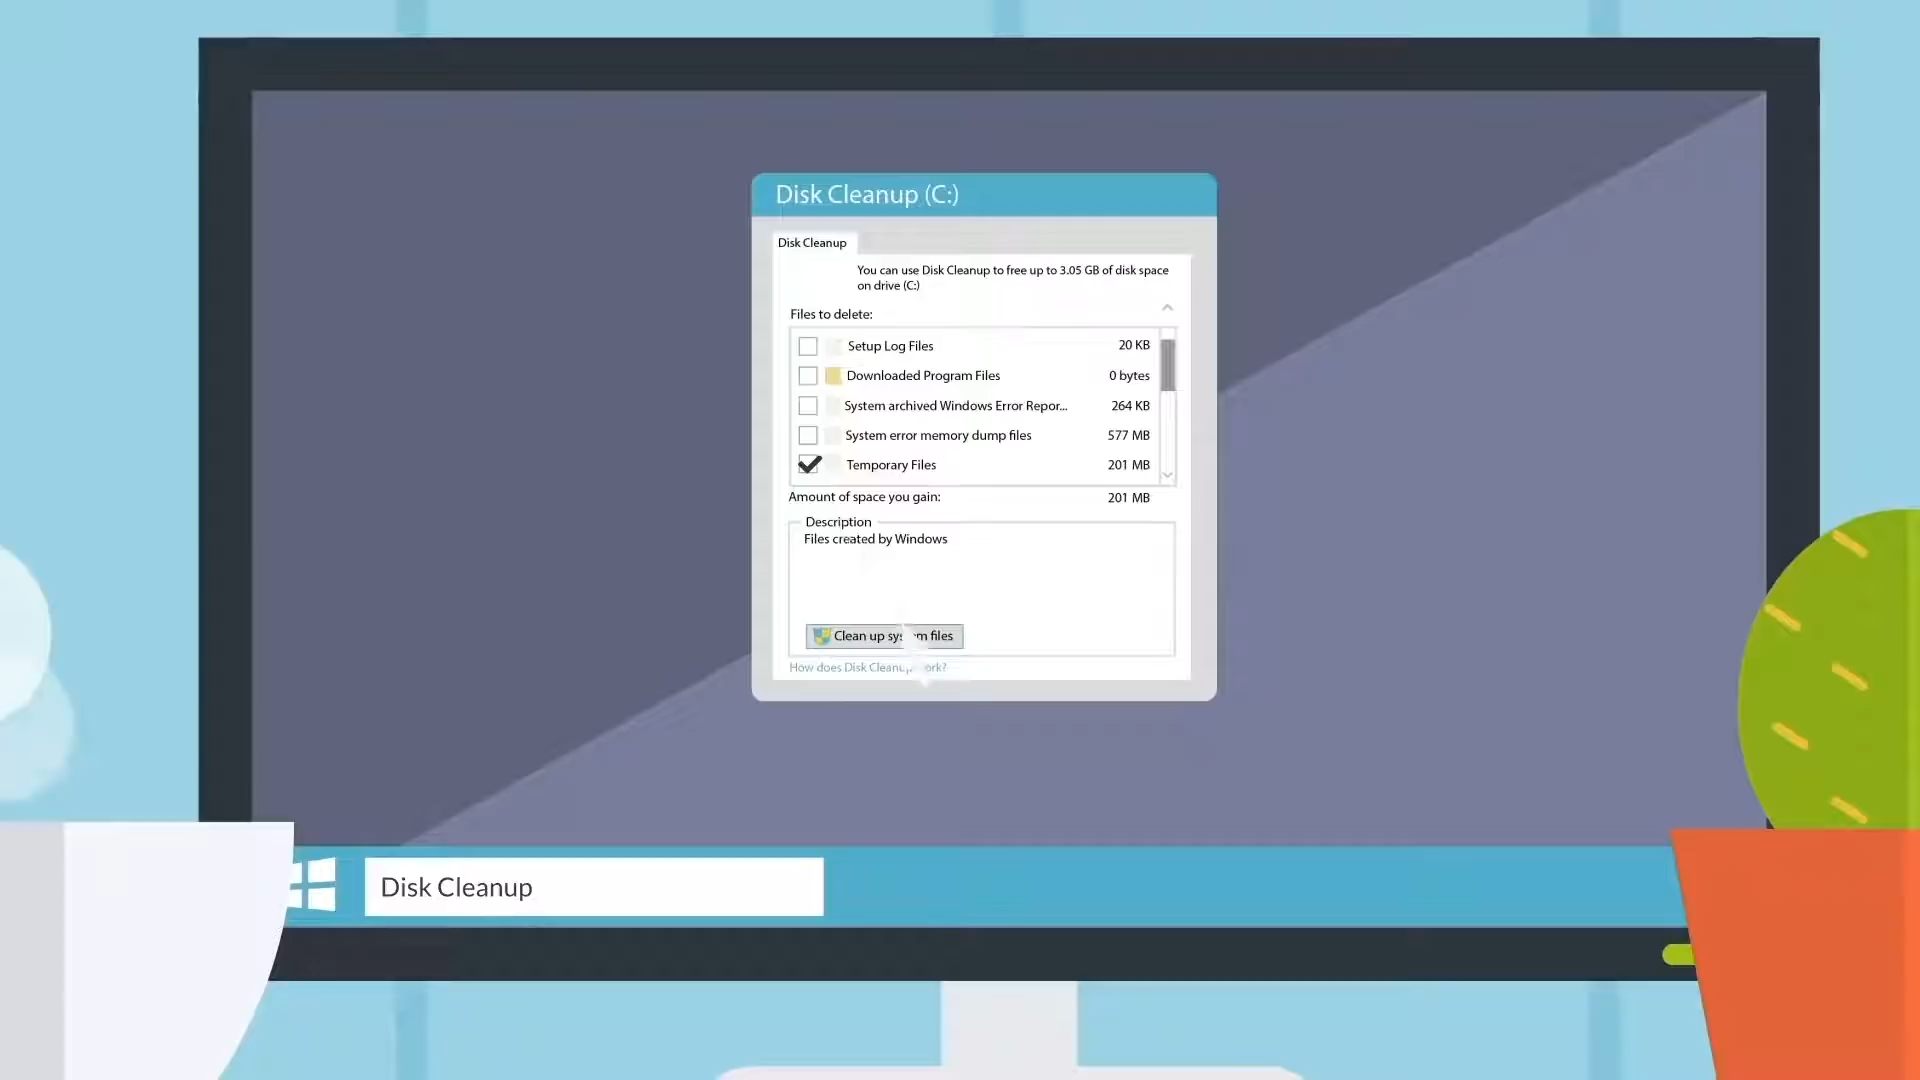 Disk Cleanup (C:)
Disk Cleanup
You can use Disk Cleanup to free up to 3.05 GB of disk space
on drive (C:)
Files to delete:
Setup Log Files 20 KB
Downloaded Program Files 0 bytes
System archived Windows Error Repor... 264 KB
System error memory dump files 577 MB
Temporary Files 201 MB
Amount of space you gain: 201 MB
Description
Files created by Windows
Clean up system files
How does Disk Cleanup work?
Disk Cleanup